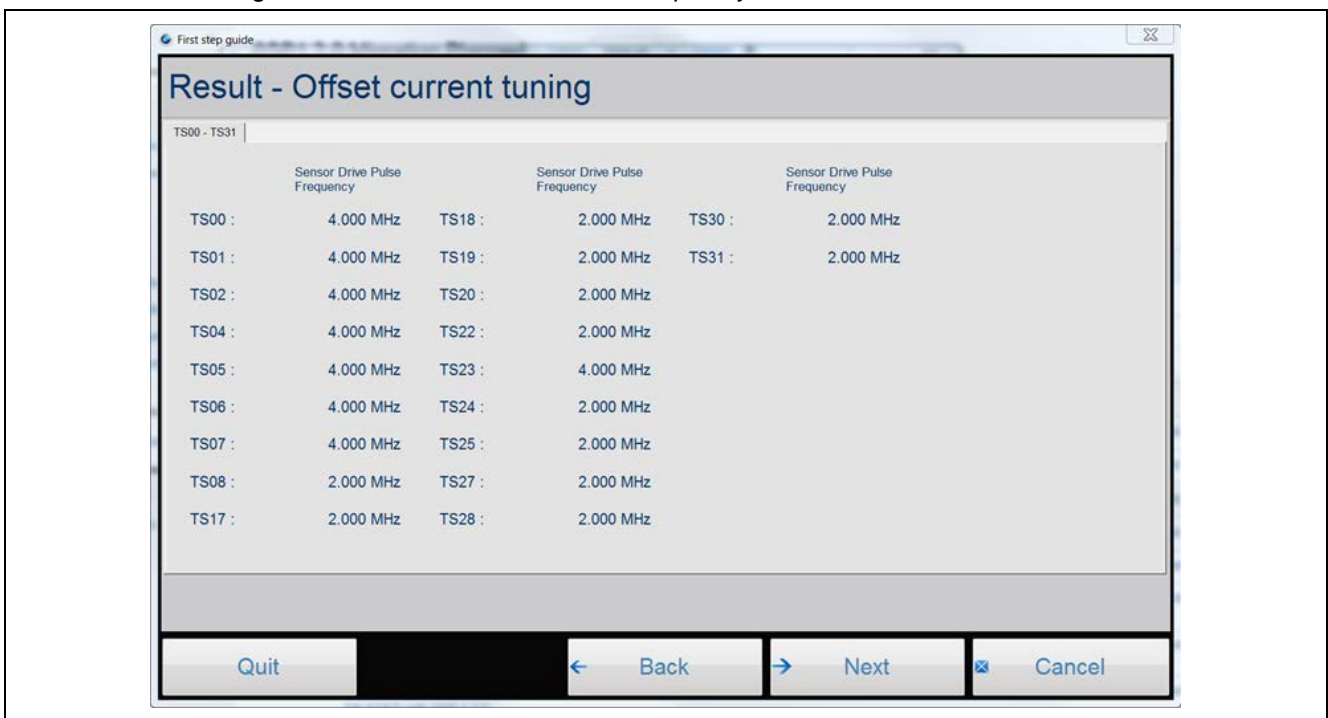 First step guide
Result - Offset current tuning
TS00 - TS31
Sensor Drive Pulse Sensor Drive Pulse Sensor Drive Pulse
Frequency Frequency Frequency
TS00 : 4.000 MHz TS18 : 2.000 MHz TS30 : 2.000 MHz
TS01 : 4.000 MHz TS19 : 2.000 MHz TS31 : 2.000 MHz
TS02 : 4.000 MHz TS20 : 2.000 MHz
TS04 : 4.000 MHz TS22 : 2.000 MHz
TS05 : 4.000 MHz TS23 : 4.000 MHz
TS06 : 4.000 MHz TS24 : 2.000 MHz
TS07 : 4.000 MHz TS25 : 2.000 MHz
TS08 : 2.000 MHz TS27 : 2.000 MHz
TS17 : 2.000 MHz TS28 : 2.000 MHz
Quit Back Next Cancel